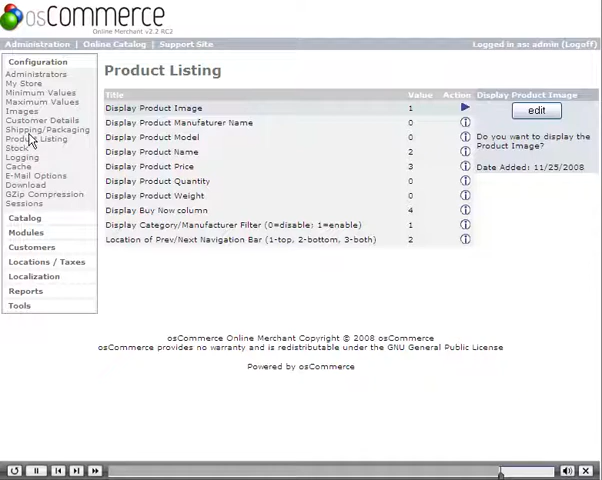 osCommerce
Online Merchant v2.2 RC2
Administration | Online Catalog | Support Site
Logged in as: admin (Logoff)
Configuration
Administrators
My Store
Minimum Values
Maximum Values
Images
Customer Details
Shipping/Packaging
Product Listing
Stock
Logging
Cache
E-Mail Options
Download
GZip Compression
Sessions
Catalog
Modules
Customers
Locations / Taxes
Localization
Reports
Tools
Product Listing
Title Value Action
Display Product Image 1
Display Product Manufaturer Name 0
Display Product Model 0
Display Product Name 2
Display Product Price 3
Display Product Quantity 0
Display Product Weight 0
Display Buy Now column 4
Display Category/Manufacturer Filter (0=disable; 1=enable) 1
Location of Prev/Next Navigation Bar (1-top, 2-bottom, 3-both) 2
Display Product Image
edit
Do you want to display the
Product Image?
Date Added: 11/25/2008
osCommerce Online Merchant Copyright © 2008 osCommerce
osCommerce provides no warranty and is redistributable under the GNU General Public License
Powered by osCommerce